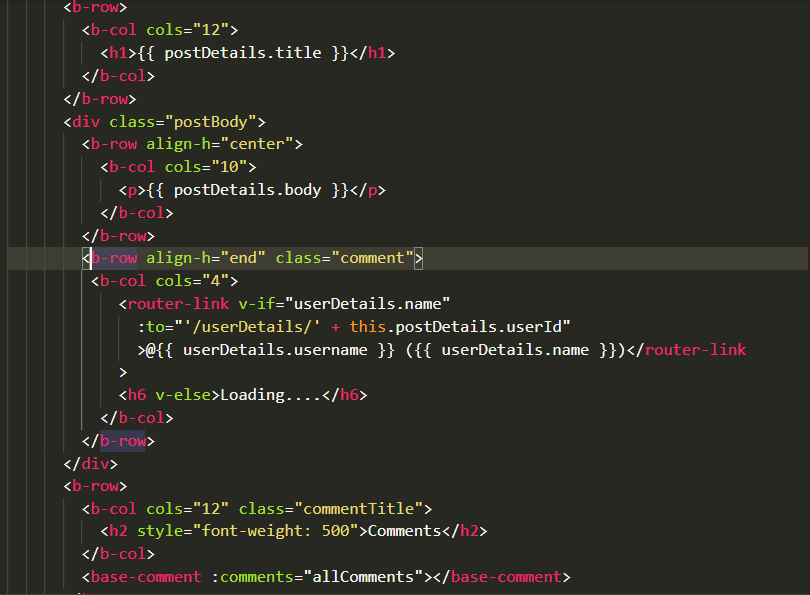 <b-row>
<b-col cols="12">
<h1>{{ postDetails.title }}</h1>
</b-col>
</b-row>
<div class="postBody">
<b-row align-h="center">
<b-col cols="10">
<p>{{ postDetails.body }}</p>
</b-col>
</b-row>
<b-row align-h="end" class="comment">
<b-col cols="4">
<router-link v-if="userDetails.name"
:to="'/userDetails/' + this.postDetails.userId"
>@{{ userDetails.username }} ({{ userDetails.name }})</router-link
>
<h6 v-else>Loading....</h6>
</b-col>
</b-row>
</div>
<b-row>
<b-col cols="12" class="commentTitle">
<h2 style="font-weight: 500">Comments</h2>
</b-col>
<base-comment :comments="allComments"></base-comment>